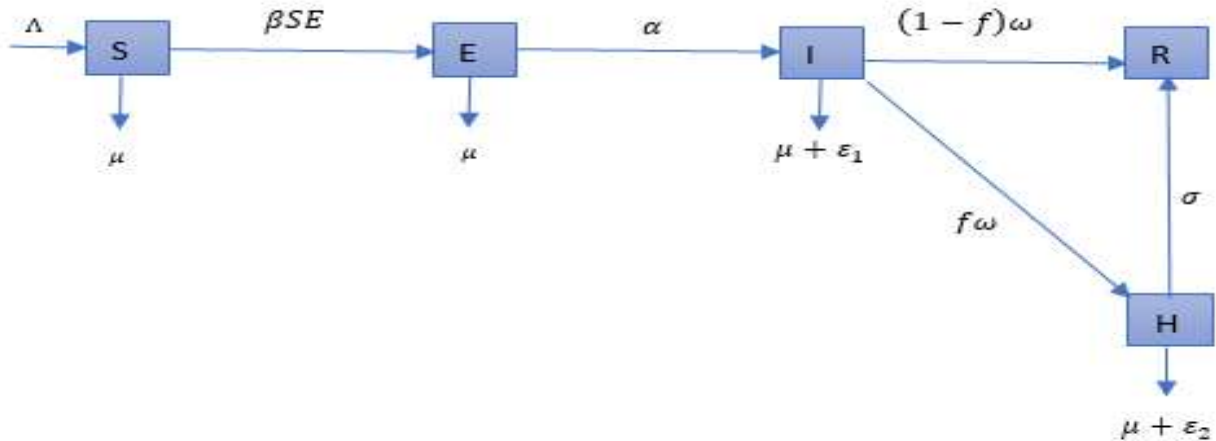 Λ
S
βSE
E
α
I
(1 − f)ω
R
μ
μ
μ + ε₁
fω
σ
H
μ + ε₂